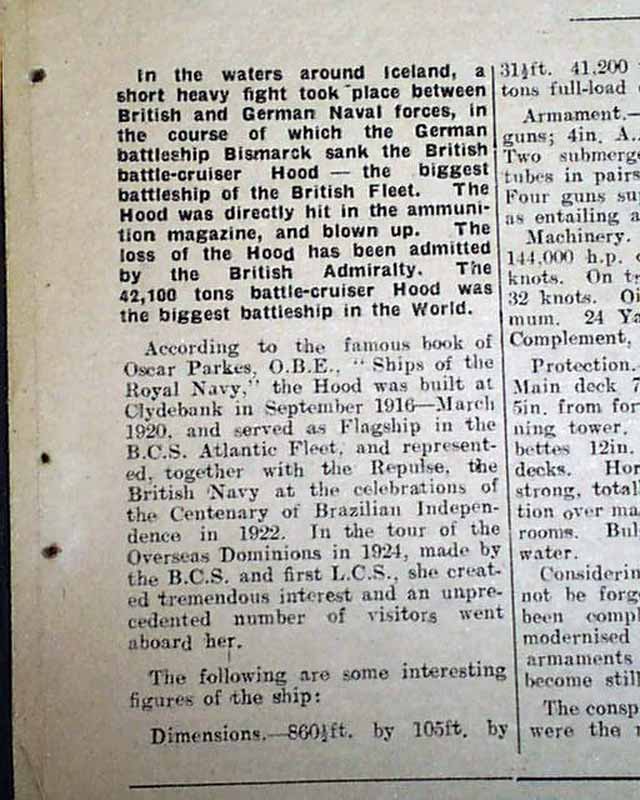 In the waters around Iceland, a
short heavy fight took place between
British and German Naval forces, in
the course of which the German
battleship Bismarck sank the British
battle-cruiser Hood — the biggest
battleship of the British Fleet. The
Hood was directly hit in the ammuni-
tion magazine, and blown up. The
loss of the Hood has been admitted
by the British Admiralty. The
42,100 tons battle-cruiser Hood was
the biggest battleship in the World.
According to the famous book of
Oscar Parkes, O.B.E., "Ships of the
Royal Navy," the Hood was built at
Clydebank in September 1916—March
1920, and served as Flagship in the
B.C.S. Atlantic Fleet, and represent-
ed, together with the Repulse, the
British Navy at the celebrations of
the Centenary of Brazilian Indepen-
dence in 1922. In the tour of the
Overseas Dominions in 1924, made by
the B.C.S. and first L.C.S., she creat-
ed tremendous interest and an unpre-
cedented number of visitors went
aboard her.
The following are some interesting
figures of the ship:
Dimensions.—860½ft. by 105ft. by
31½ft. 41,200
tons full-load
Armament.—
guns; 4in. A..
Two submerg
tubes in pairs
Four guns su
as entailing a
Machinery.
144,000 h.p.
knots. On t
32 knots. Oi
mum. 24 Ya
Complement,
Protection.
Main deck 7
5in. from for
ning tower.
bettes 12in.
decks. Hor
strong, total
tion over ma
rooms. Bul
water.
Considerin
not be forg
been compl
modernised
armaments
become still
The consp
were the